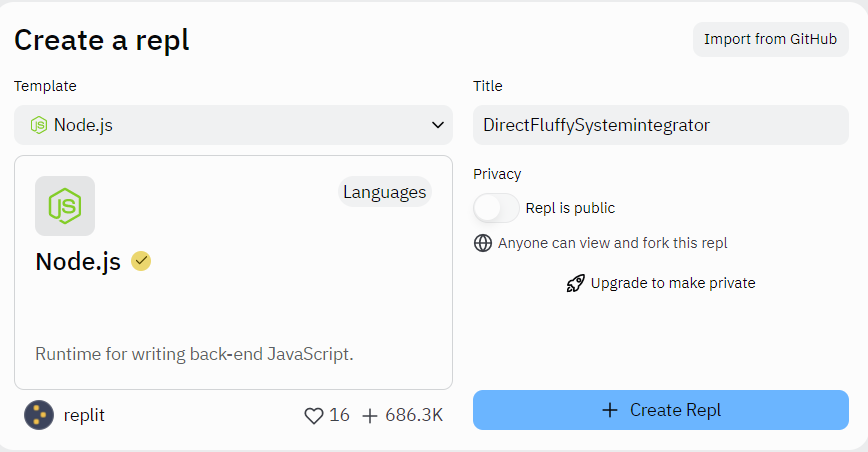 Create a repl
Import from GitHub
Template
JS Node.js
JS
Languages
Node.js
Runtime for writing back-end JavaScript.
replit
16
686.3K
Title
DirectFluffySystemintegrator
Privacy
Repl is public
Anyone can view and fork this repl
Upgrade to make private
+ Create Repl